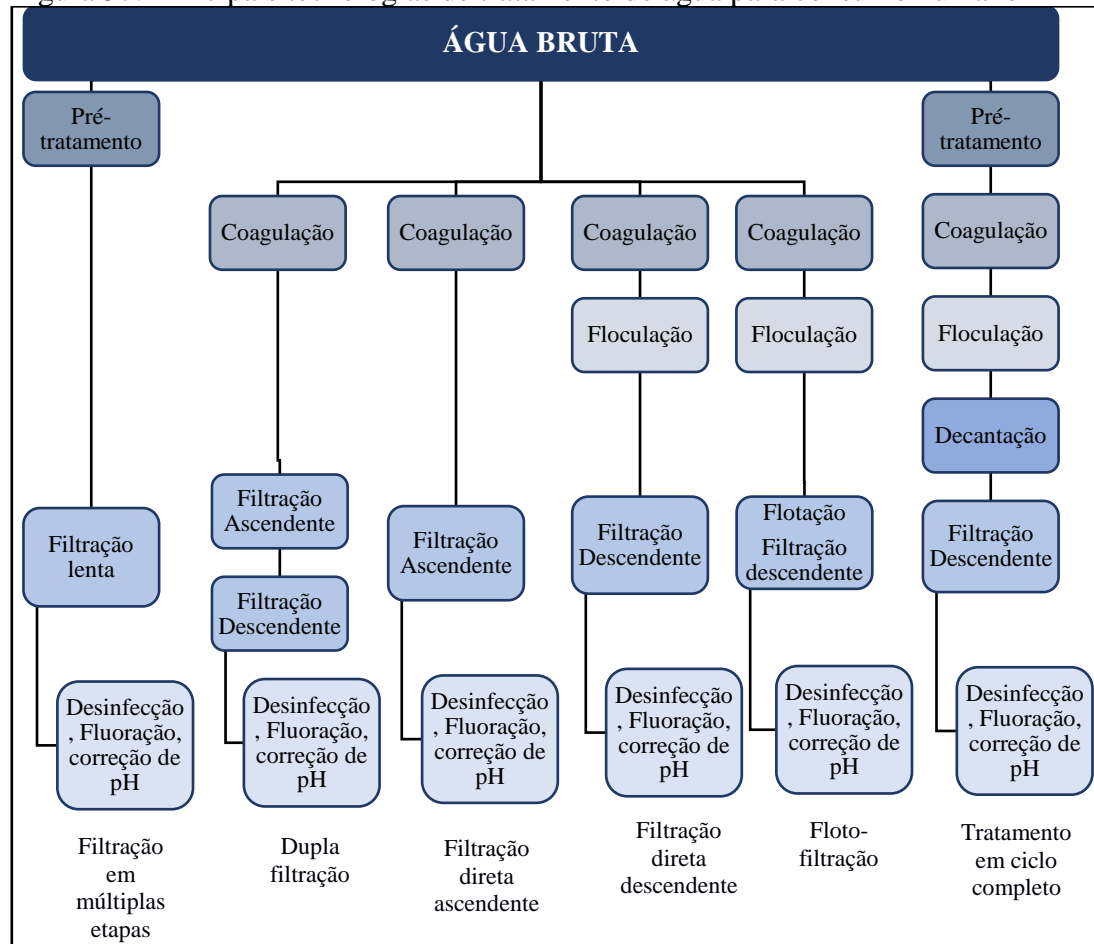 ÁGUA BRUTA
Pré-
tratamento
Filtração
lenta
Desinfecção
, Fluoração,
correção de
pH
Filtração
em
múltiplas
etapas
Coagulação
Filtração
Ascendente
Filtração
Descendente
Desinfecção
, Fluoração,
correção de
pH
Dupla
filtração
Coagulação
Filtração
Ascendente
Desinfecção
, Fluoração,
correção de
pH
Filtração
direta
ascendente
Coagulação
Floculação
Filtração
Descendente
Desinfecção
, Fluoração,
correção de
pH
Filtração
direta
descendente
Coagulação
Floculação
Flotação
Filtração
descendente
Desinfecção
, Fluoração,
correção de
pH
Floto-
filtração
Pré-
tratamento
Coagulação
Floculação
Decantação
Filtração
Descendente
Desinfecção
, Fluoração,
correção de
pH
Tratamento
em ciclo
completo